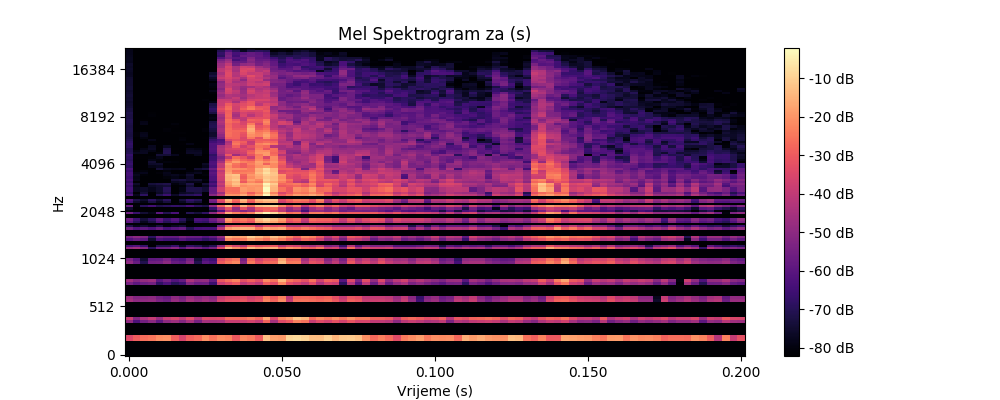 Mel Spektrogram za (s)
16384
8192
4096
2048
1024
512
0
Hz
0.000 0.050 0.100 0.150 0.200
Vrijeme (s)
-10 dB
-20 dB
-30 dB
-40 dB
-50 dB
-60 dB
-70 dB
-80 dB